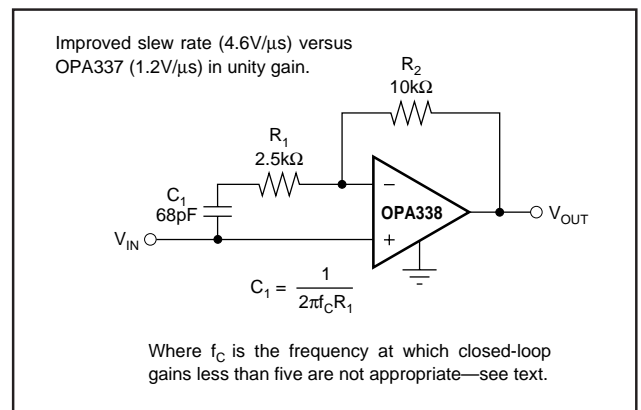 Improved slew rate (4.6V/μs) versus
OPA337 (1.2V/μs) in unity gain.
R2
10kΩ
R1
2.5kΩ
C1
68pF
−
OPA338
+
VIN
VOUT
C1 = 1 / 2πfCR1
Where fC is the frequency at which closed-loop
gains less than five are not appropriate—see text.